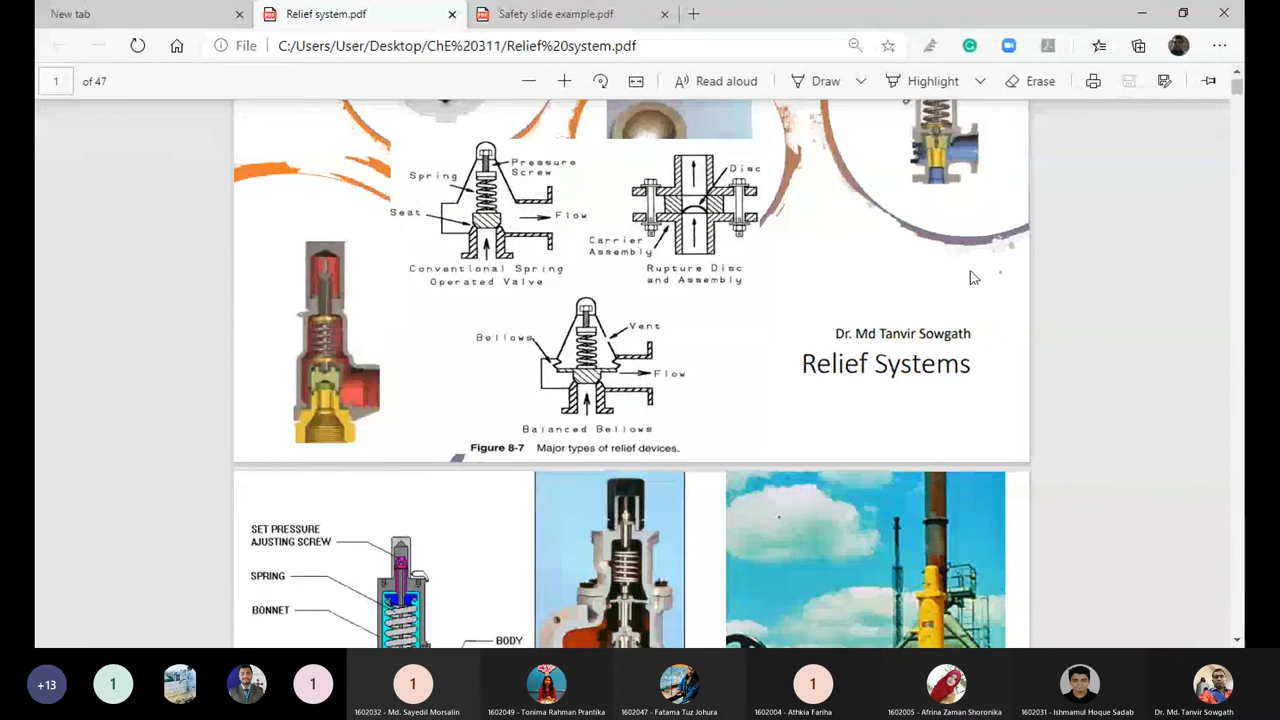 New tab
Relief system.pdf
Safety slide example.pdf
File
C:/Users/User/Desktop/ChE%20311/Relief%20system.pdf
1 of 47
Read aloud
Draw
Highlight
Erase
Pressure
Screw
Spring
Seat
Flow
Conventional Spring
Operated Valve
Disc
Carrier
Assembly
Rupture Disc
and Assembly
Bellows
Vent
Flow
Balanced Bellows
Figure 8-7 Major types of relief devices.
Dr. Md Tanvir Sowgath
Relief Systems
SET PRESSURE
AJUSTING SCREW
SPRING
BONNET
BODY
+13
1
1
1
1602032 - Md. Sayedil Morsalin
1602049 - Tonima Rahman Prantika
1602047 - Fatama Tuz Johura
1
1602004 - Athkia Fariha
1602005 - Afrina Zaman Shoronika
1602031 - Ishmamul Hoque Sadab
Dr. Md. Tanvir Sowgath